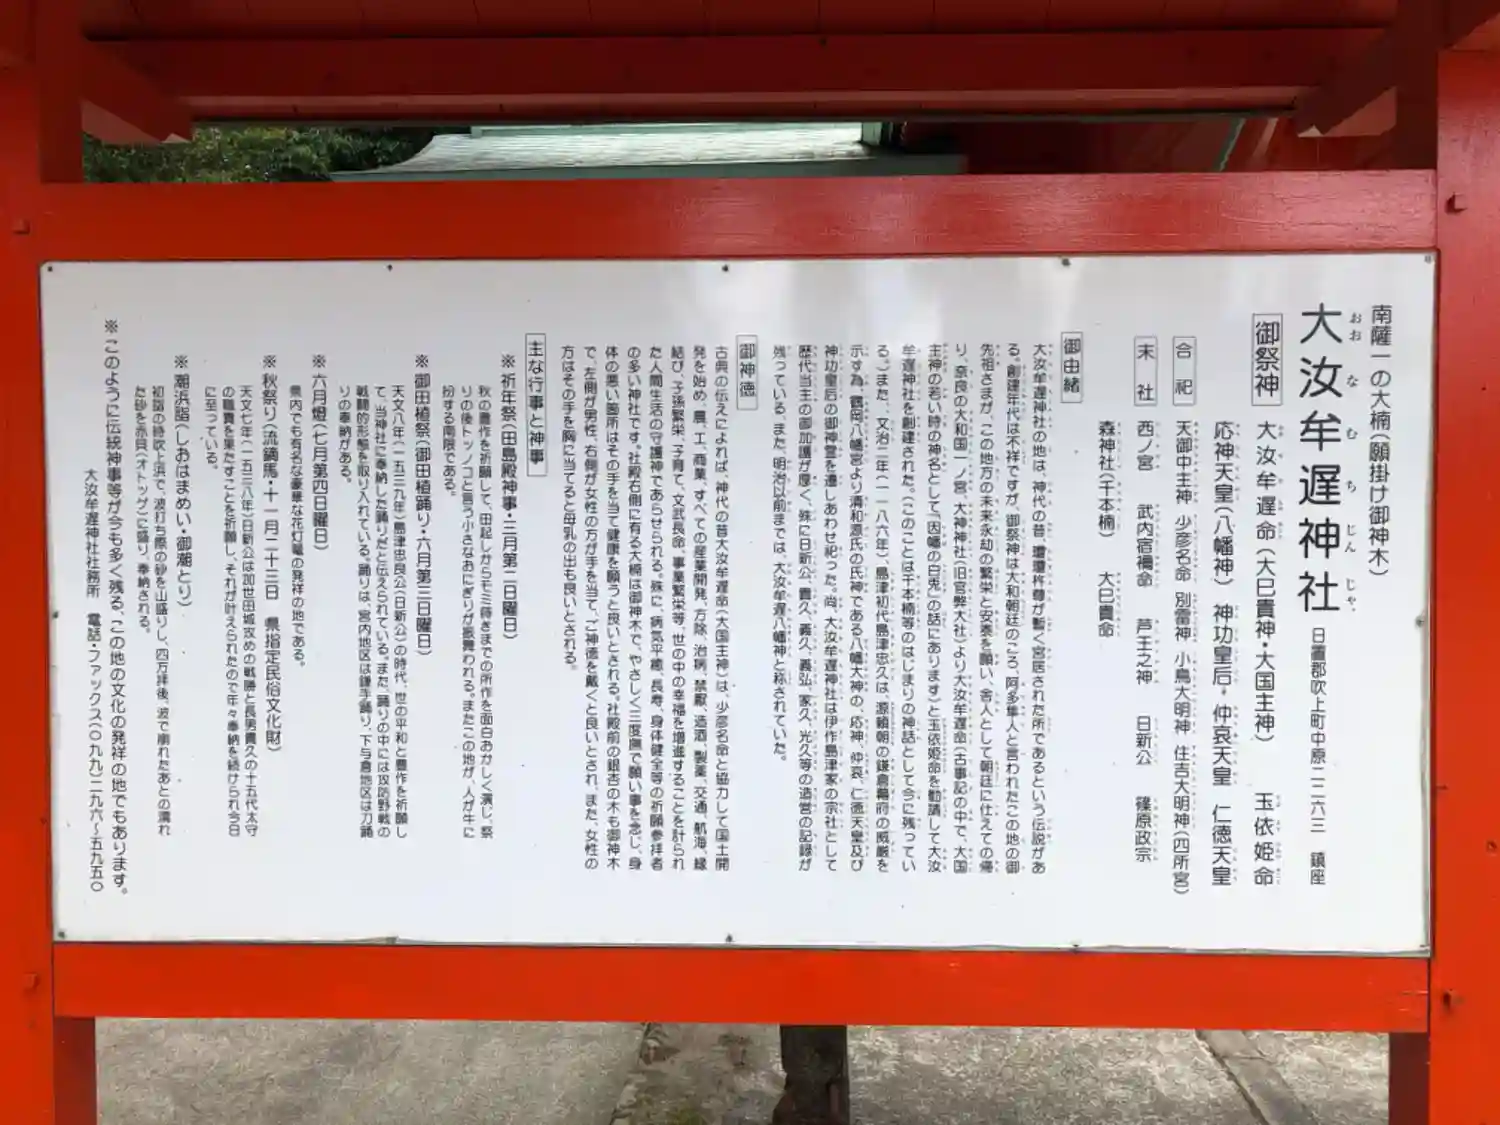 南薩一の大楠(願掛け御神木)
大汝牟遅神社 日置郡吹上町中原二二六三 鎮座
おお な む ち じん じゃ
御祭神 大汝牟遅命(大巳貴神・大国主神) 玉依姫命
応神天皇(八幡神) 神功皇后・仲哀天皇 仁徳天皇
合祀 天御中主神 少彦名命 別雷神 小鳥大明神 住吉大明神(四所宮)
末社 西ノ宮 武内宿禰命 芦王之神 日新公 篠原政宗
森神社(千本楠) 大巳貴命
御由緒
大汝牟遅神社の地は、神代の昔、瓊瓊杵尊が暫く宮居された所であるという伝説があ
る。創建年代は不祥ですが、御祭神は大和朝廷のころ、阿多隼人と言われたこの地の御
先祖さまが、この地方の未来永劫の繁栄と安泰を願い、舎人として朝廷に仕えての帰
り、奈良の大和国一ノ宮、大神神社(旧官弊大社)より大汝牟遅命(古事記の中で、大国
主神の若い時の神名として『因幡の白兎』の話にあります)と玉依姫命を勧請して大汝
牟遅神社を創建された。(このことは千本楠等のはじまりの神話として今に残ってい
る。)また、文治二年(一一八六年)島津初代島津忠久は、源頼朝の鎌倉幕府の威厳を
示す為、鶴岡八幡宮より清和源氏の氏神である八幡大神の、応神、仲哀、仁徳天皇及び
神功皇后の御神霊を遷しあわせ祀った。尚、大汝牟遅神社は伊作島津家の宗社として
歴代当主の御加護が厚く、殊に日新公、貴久、義久、義弘、家久、光久等の造営の記録が
残っている。また、明治以前までは、大汝牟遅八幡神と称されていた。
御神徳
古典の伝えによれば、神代の昔大汝牟遅命(大国主神)は、少彦名命と協力して国土開
発を始め、農、工、商業、すべての産業開発、方除、治病、禁厭、造酒、製薬、交通、航海、縁
結び、子孫繁栄、子育て、文武長命、事業繁栄等、世の中の幸福を増進することを計られ
た人間生活の守護神であらせられる。殊に、病気平癒、長寿、身体健全等の祈願参拝者
の多い神社です。社殿右側に有る大楠は御神木で、やさしく三度撫で願い事を念じ、身
体の悪い箇所はその手を当て健康を願うと良いとされる。社殿前の銀杏の木も御神木
で、左側が男性、右側が女性の方が手を当て、ご神徳を戴くと良いとされ、また、女性の
方はその手を胸に当てると母乳の出も良いとされる。
主な行事と神事
※祈年祭(田島殿神事・三月第二日曜日)
秋の豊作を祈願して、田起しからモミ蒔きまでの所作を面白おかしく演じ、祭
りの後トッノコと言う小さなおにぎりが振舞われる。またこの地が、人が牛に
扮する南限である。
※御田植祭(御田植踊り・六月第三日曜日)
天文八年(一五三九年)島津忠良公(日新公)の時代、世の平和と豊作を祈願し
て、当神社に奉納した踊りだと伝えられている。また、踊りの中には攻防野戦の
戦闘的形態を取り入れている。踊りは、宮内地区は鎌手踊り、下与倉地区は刀踊
りの奉納がある。
※六月燈(七月第四日曜日)
県内でも有名な豪華な花灯篭の発祥の地である。
※秋祭り(流鏑馬・十一月二十三日 県指定民俗文化財)
天文七年(一五三八年)日新公は加世田城攻めの戦勝と長男貴久の十五代太守
の職責を果たすことを祈願し、それが叶えられたので年々奉納を続けられ今日
に至っている。
※潮浜脂(しおはまめい・御潮とり)
初詣の時吹上浜で、波打ち際の砂を山盛りし、四万拝後、波で崩れたあとの濡れ
た砂を赤貝(オトッゲ)に盛り、奉納される。
※このように伝統神事等が今も多く残る、この地の文化の発祥の地でもあります。
大汝牟遅神社社務所 電話・ファックス(〇九九)二九六〜五九五〇